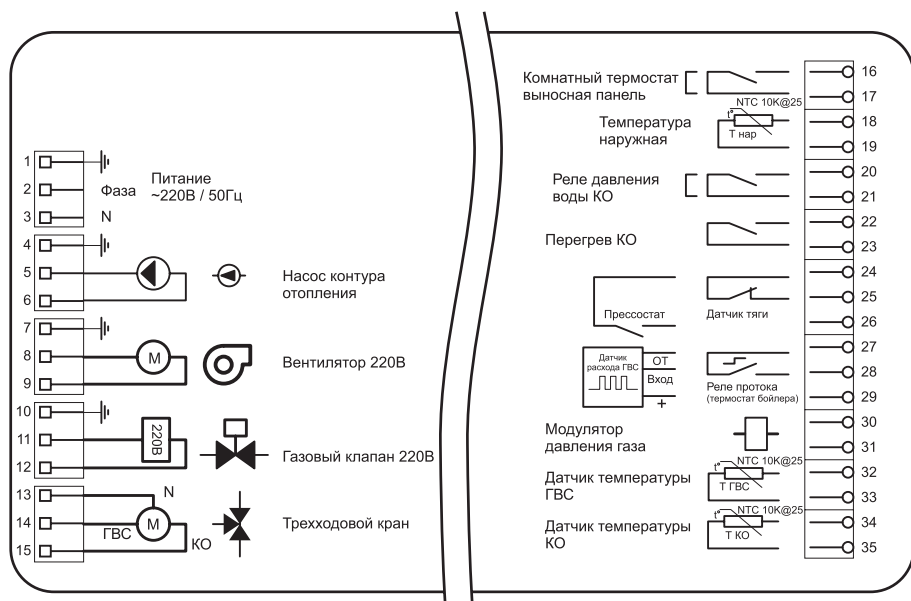 1
2
Фаза
3
N
Питание
~220В / 50Гц
4
5
6
Насос контура
отопления
7
8
M
9
Вентилятор 220В
10
11
220В
12
Газовый клапан 220В
13
N
14
ГВС
M
15
КО
Трехходовой кран
Комнатный термостат
выносная панель
16
17
Температура
наружная
NTC 10K@25
t°
Т нар
18
19
Реле давления
воды КО
20
21
Перегрев КО
22
23
Прессостат
Датчик тяги
24
25
26
Датчик
расхода ГВС
ОТ
Вход
+
Реле протока
(термостат бойлера)
27
28
29
Модулятор
давления газа
30
31
Датчик температуры
ГВС
NTC 10K@25
t°
Т ГВС
32
33
Датчик температуры
КО
NTC 10K@25
t°
Т КО
34
35